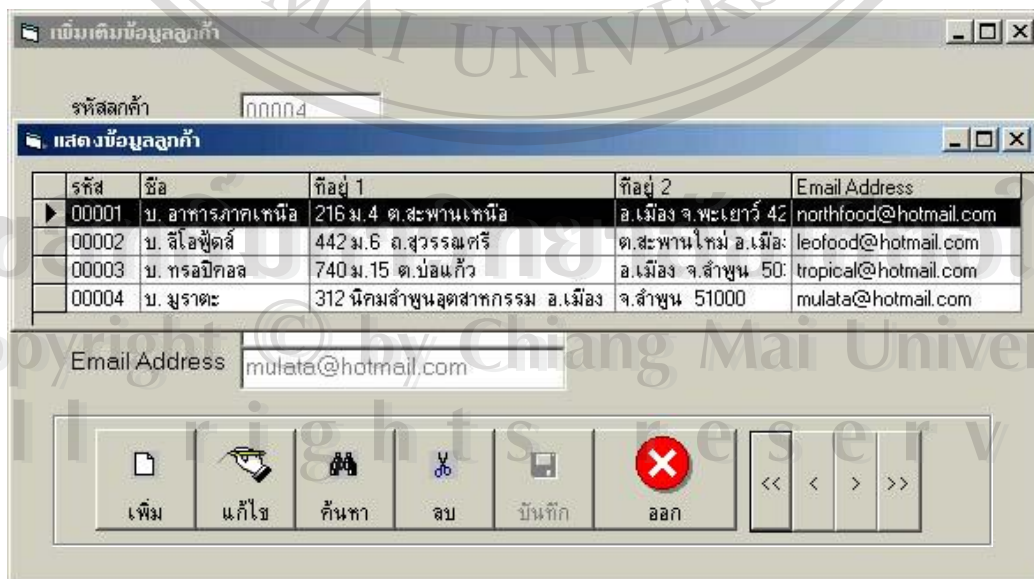 MAI UNIVER
เพิ่มเติมข้อมูลลูกค้า
รหัสลูกค้า 00004
แสดงข้อมูลลูกค้า
รหัส ชื่อ ที่อยู่ 1 ที่อยู่ 2 Email Address
00001 บ. อาหารภาคเหนือ 216 ม.4 ต.สะพานเหนือ อ.เมือง จ.พะเยาว์ 42 northfood@hotmail.com
00002 บ. ลีโอฟู้ดส์ 442 ม.6 ถ.สุวรรณศรี ต.สะพานใหม่ อ.เมือ leofood@hotmail.com
00003 บ. ทรอปิคอล 740 ม.15 ต.บ่อแก้ว อ.เมือง จ.ลำพูน 50 tropical@hotmail.com
00004 บ. มูราตะ 312 นิคมลำพูนอุตสาหกรรม อ.เมือง จ.ลำพูน 51000 mulata@hotmail.com
opyright © by Chiang Mai Univer
Email Address mulata@hotmail.com
ll rights reserv
<< < > >>
เพิ่ม แก้ไข ค้นหา ลบ บันทึก ออก